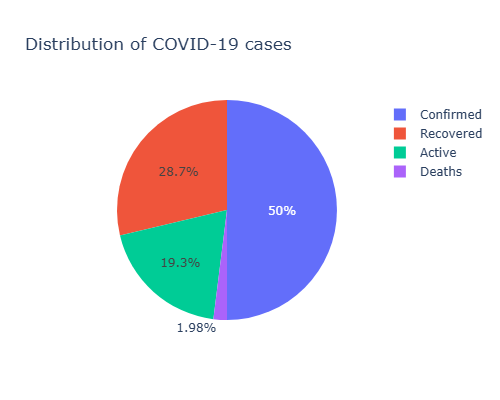 Distribution of COVID-19 cases
Confirmed
Recovered
Active
Deaths
28.7%
50%
19.3%
1.98%